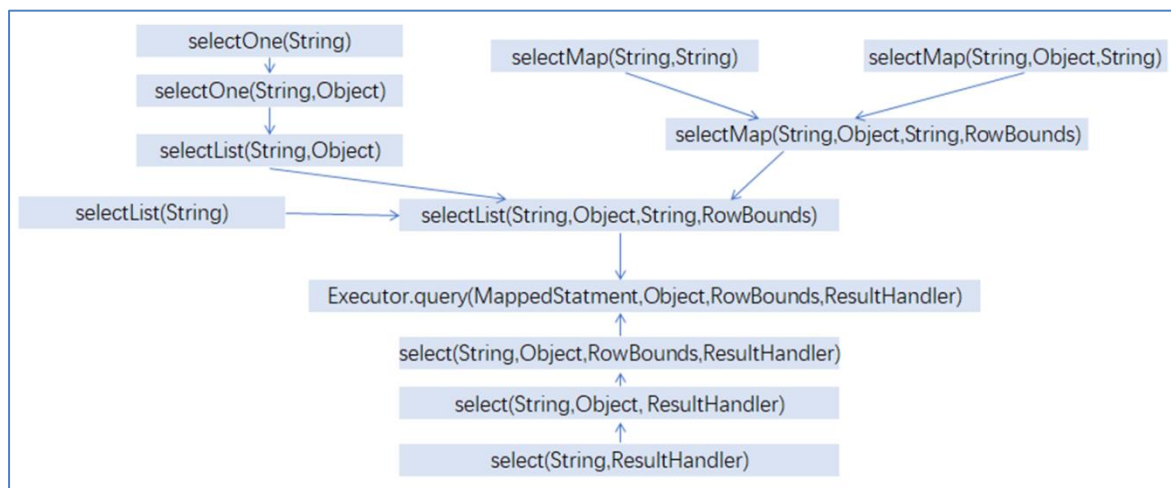 selectOne(String)
selectMap(String,String)
selectMap(String,Object,String)
selectOne(String,Object)
selectMap(String,Object,String,RowBounds)
selectList(String,Object)
selectList(String)
selectList(String,Object,String,RowBounds)
Executor.query(MappedStatment,Object,RowBounds,ResultHandler)
select(String,Object,RowBounds,ResultHandler)
select(String,Object, ResultHandler)
select(String,ResultHandler)